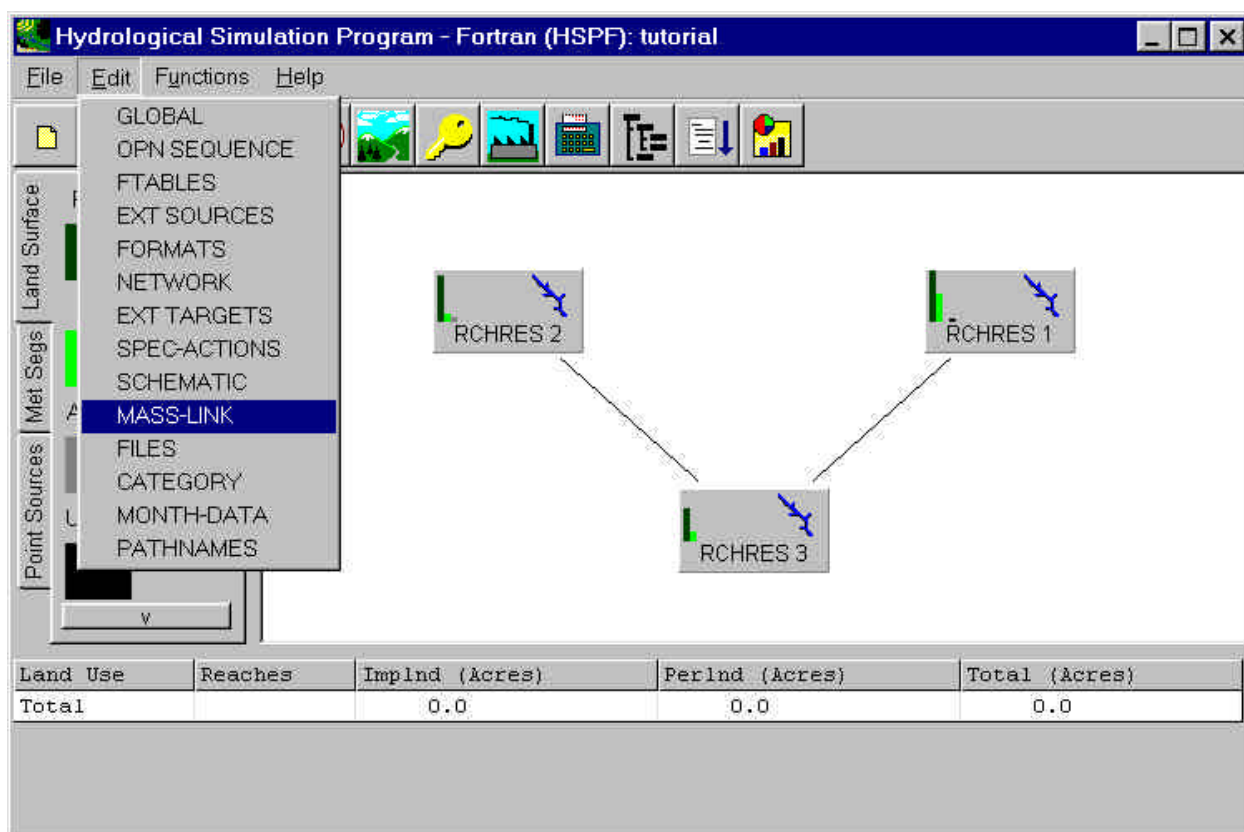 Hydrological Simulation Program - Fortran (HSPF): tutorial
File Edit Functions Help
GLOBAL
OPN SEQUENCE
FTABLES
EXT SOURCES
FORMATS
NETWORK
EXT TARGETS
SPEC-ACTIONS
SCHEMATIC
MASS-LINK
FILES
CATEGORY
MONTH-DATA
PATHNAMES
Land Surface
Met Segs
Point Sources
v
RCHRES 2
RCHRES 1
RCHRES 3
Land Use Reaches Implnd (Acres) Perlnd (Acres) Total (Acres)
Total 0.0 0.0 0.0